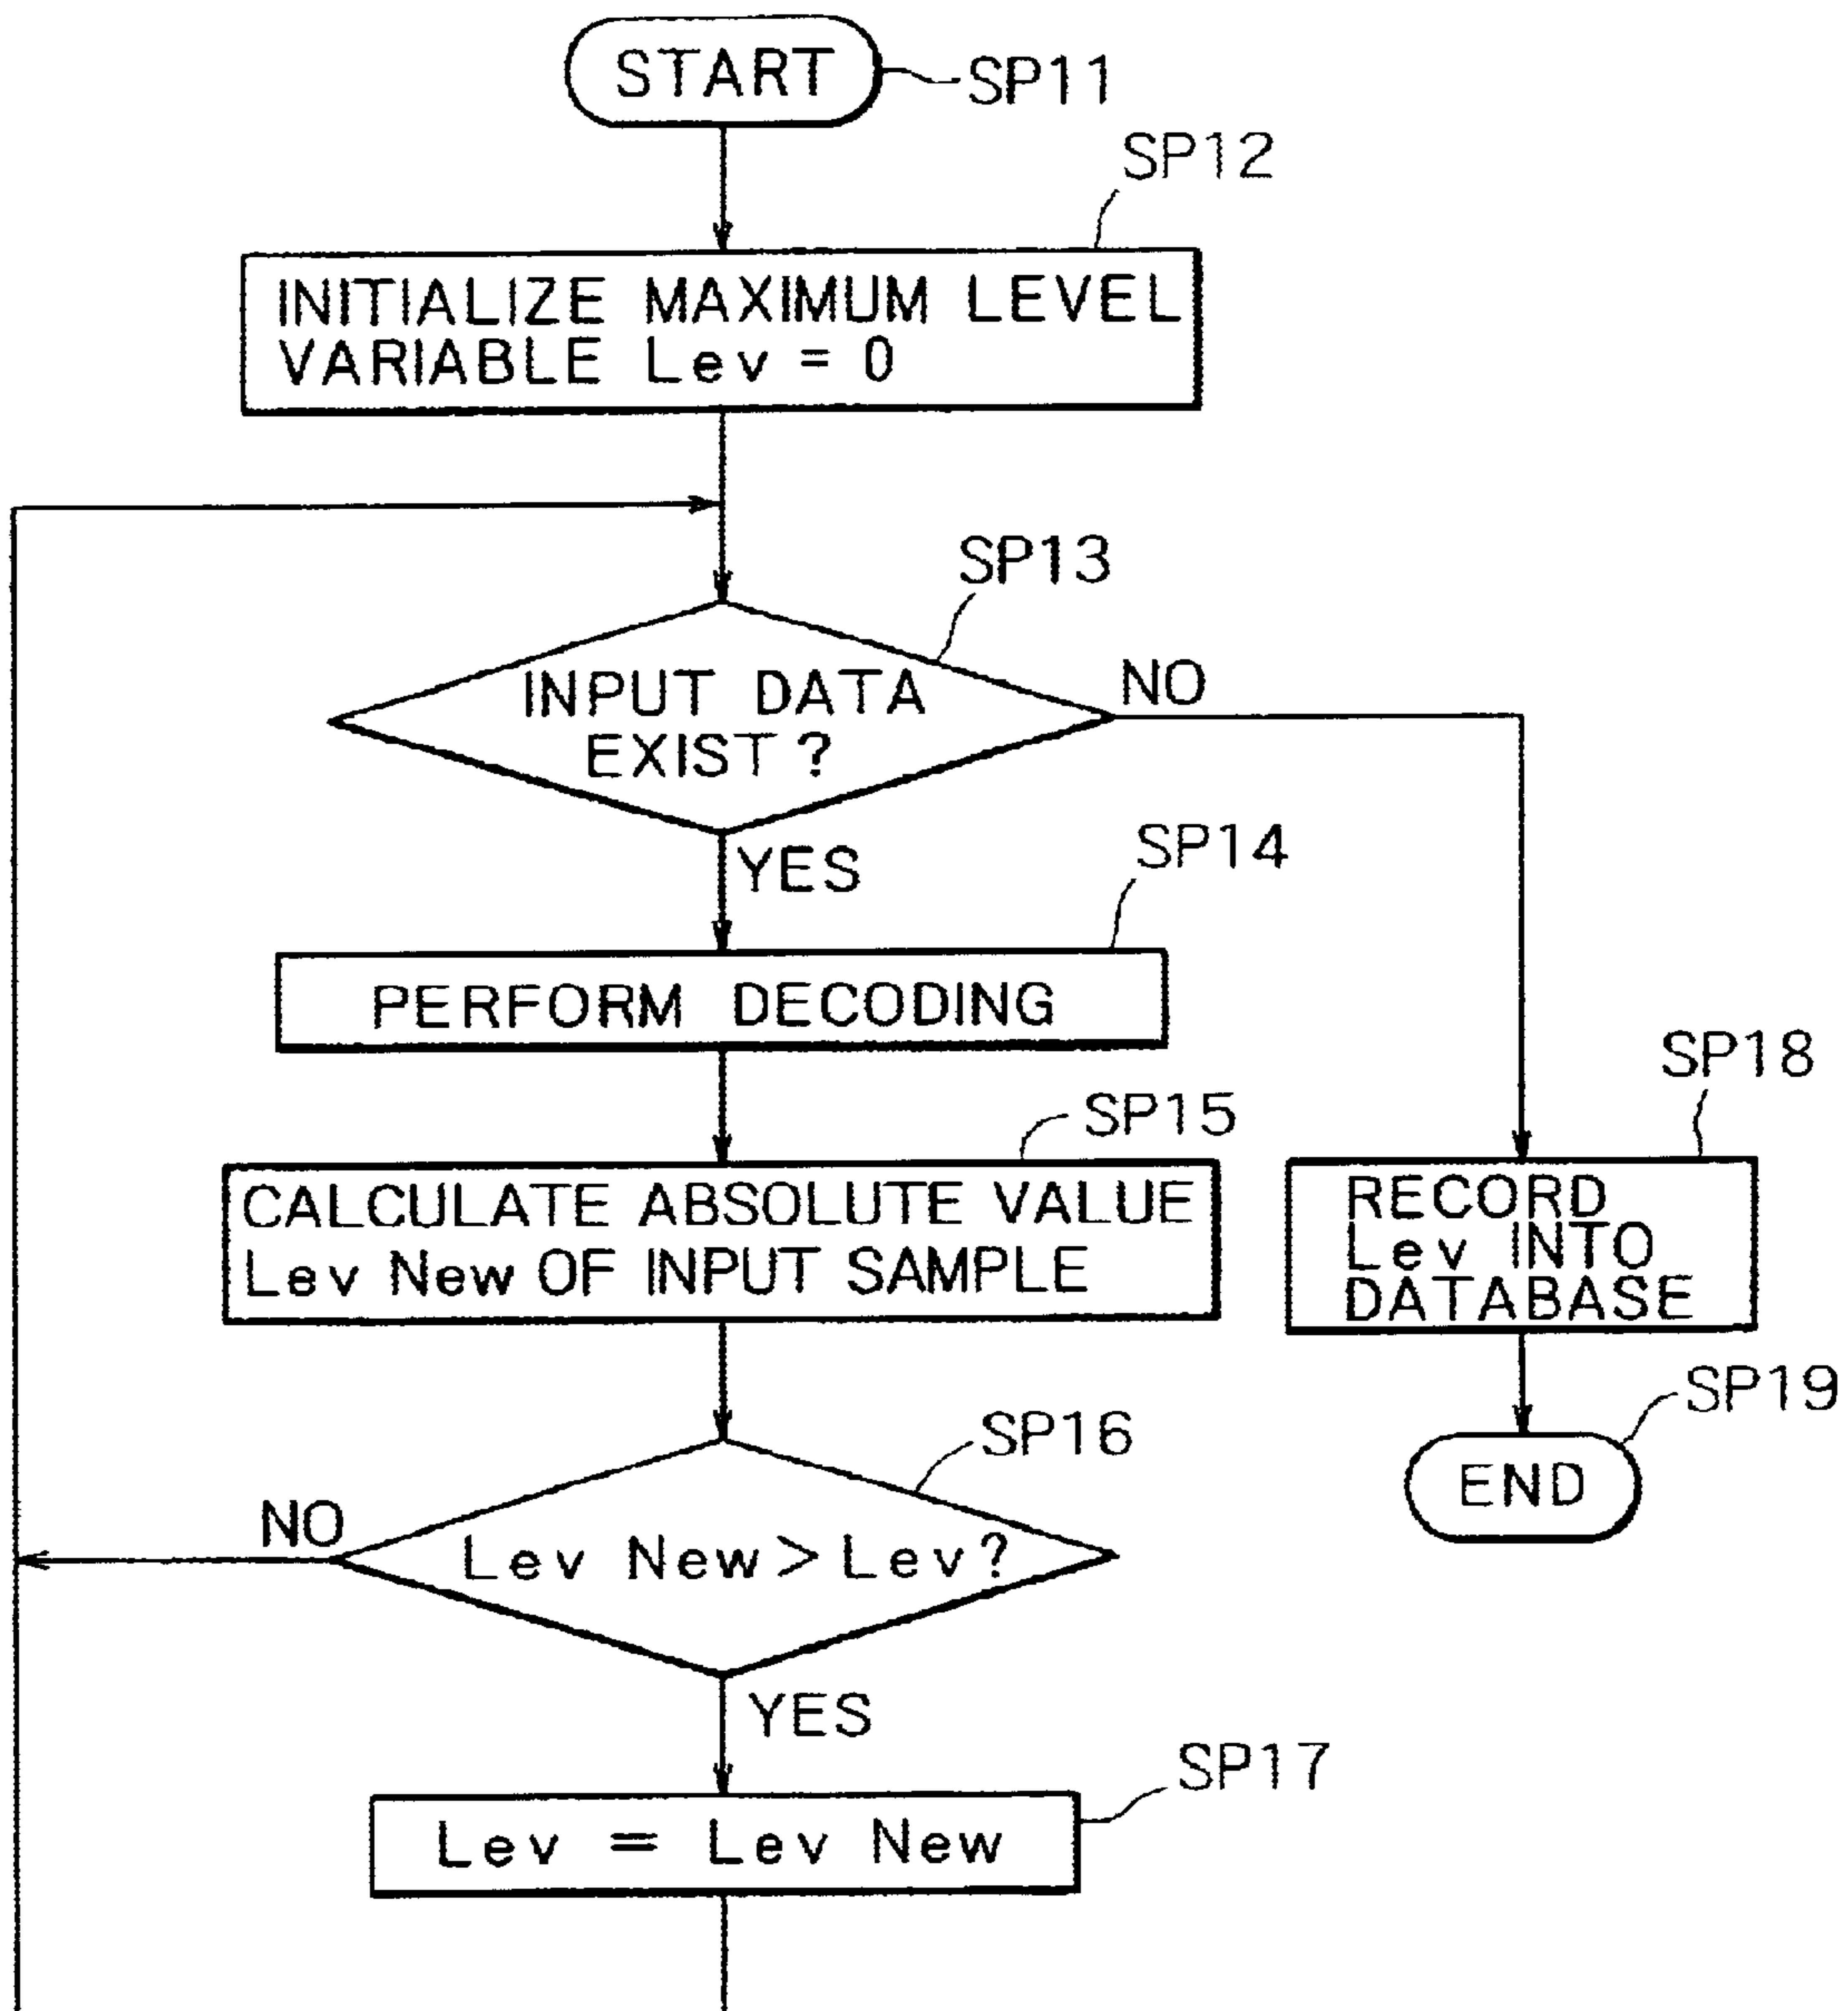 START
SP11
SP12
INITIALIZE MAXIMUM LEVEL
VARIABLE Lev = 0
SP13
INPUT DATA
EXIST?
NO
YES
SP14
PERFORM DECODING
SP15
CALCULATE ABSOLUTE VALUE
Lev New OF INPUT SAMPLE
SP18
RECORD
Lev INTO
DATABASE
SP19
END
SP16
Lev New > Lev?
NO
YES
SP17
Lev = Lev New